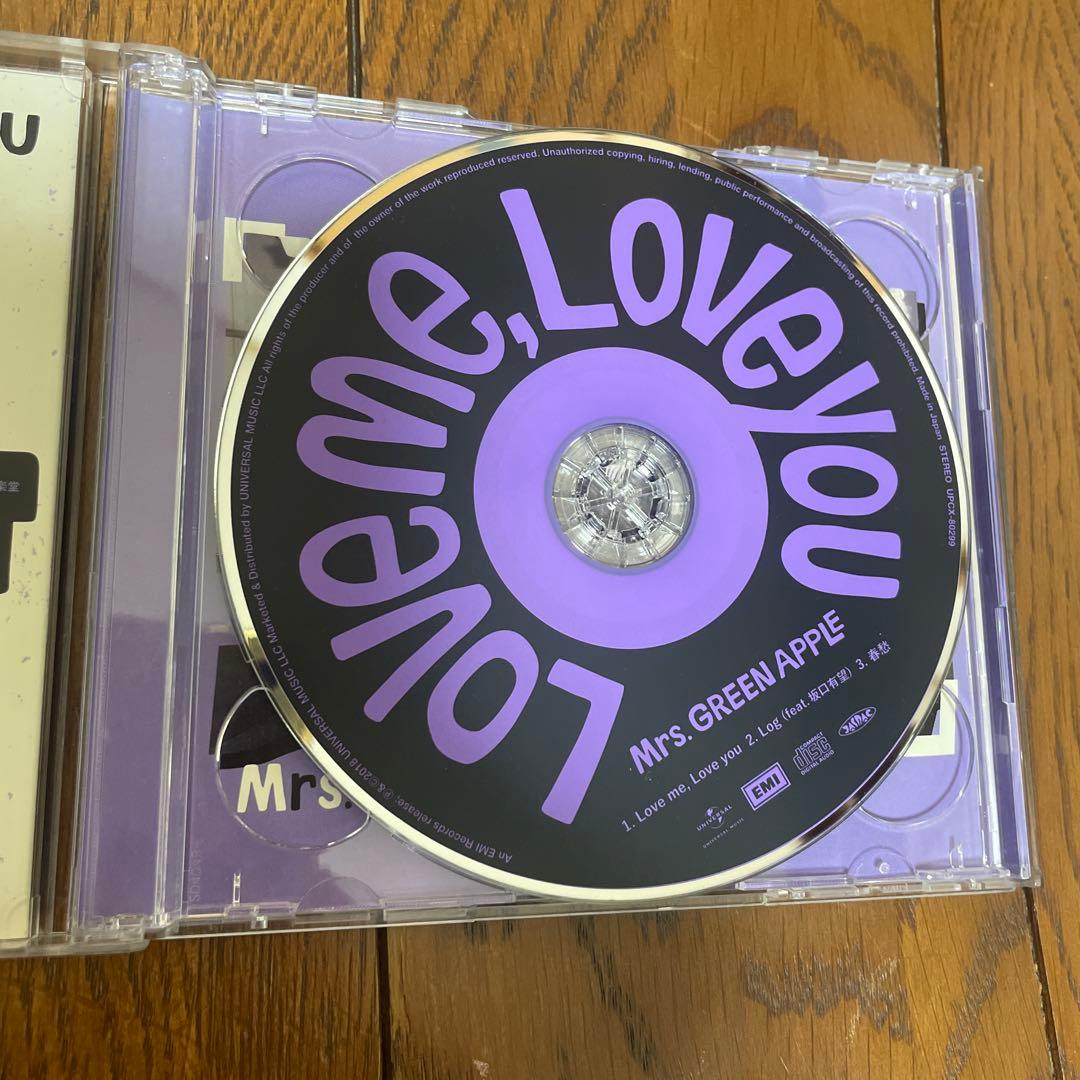 U
楽堂
Love me, Love you
Mrs. GREEN APPLE
1. Love me, Love you 2. Log (feat. 坂口有望) 3. 春愁
UNIVERSAL
UNIVERSAL MUSIC
EMI
COMPACT
disc
DIGITAL AUDIO
JASRAC
An EMI Records release; ℗&©2018 UNIVERSAL MUSIC LLC Marketed & Distributed by UNIVERSAL MUSIC LLC All rights of the producer and of the owner of the work reproduced reserved. Unauthorized copying, hiring, lending, public performance and broadcasting of this record prohibited. Made in Japan STEREO UPCX-80299
Mrs.